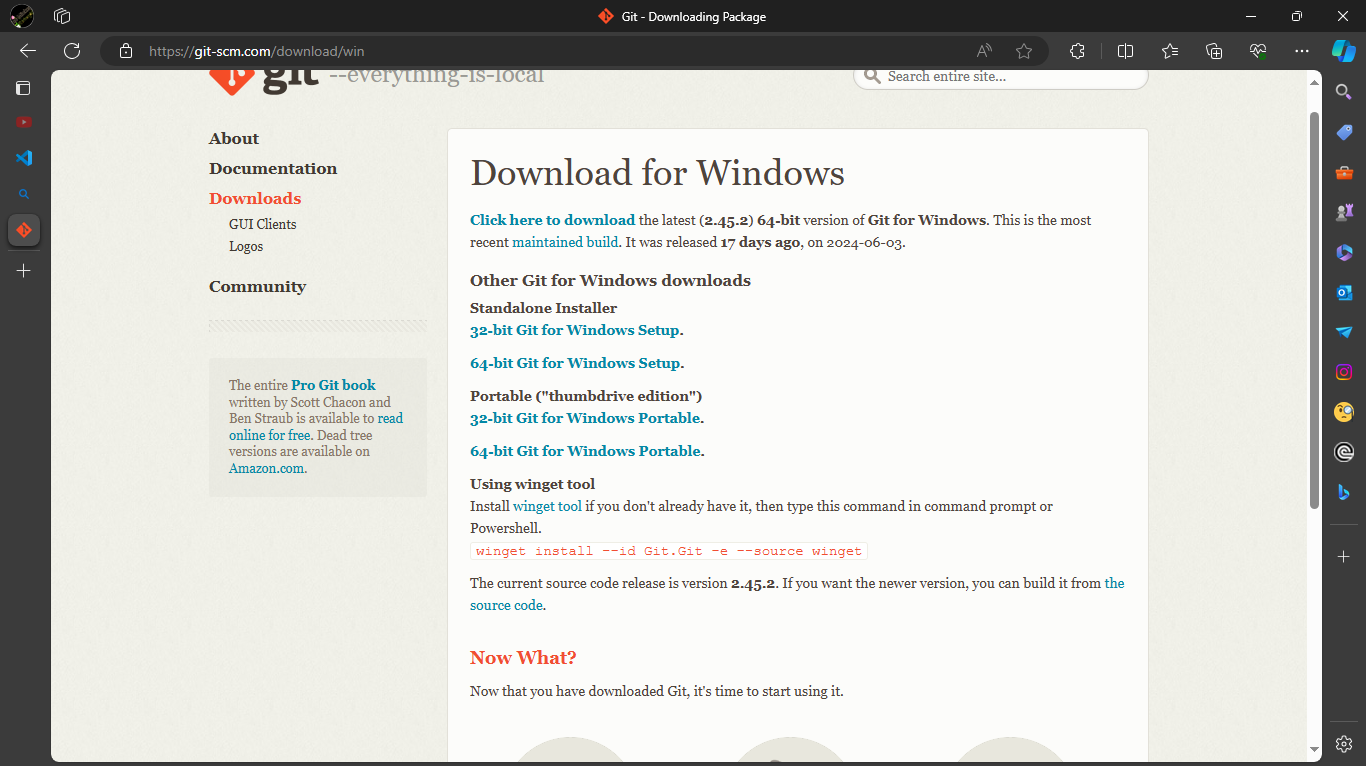 Git - Downloading Package
https://git-scm.com/download/win
git --everything-is-local
Search entire site...
About
Documentation
Downloads
GUI Clients
Logos
Community
The entire Pro Git book
written by Scott Chacon and
Ben Straub is available to read
online for free. Dead tree
versions are available on
Amazon.com.
Download for Windows
Click here to download the latest (2.45.2) 64-bit version of Git for Windows. This is the most
recent maintained build. It was released 17 days ago, on 2024-06-03.
Other Git for Windows downloads
Standalone Installer
32-bit Git for Windows Setup.
64-bit Git for Windows Setup.
Portable ("thumbdrive edition")
32-bit Git for Windows Portable.
64-bit Git for Windows Portable.
Using winget tool
Install winget tool if you don't already have it, then type this command in command prompt or
Powershell.
winget install --id Git.Git -e --source winget
The current source code release is version 2.45.2. If you want the newer version, you can build it from the
source code.
Now What?
Now that you have downloaded Git, it's time to start using it.